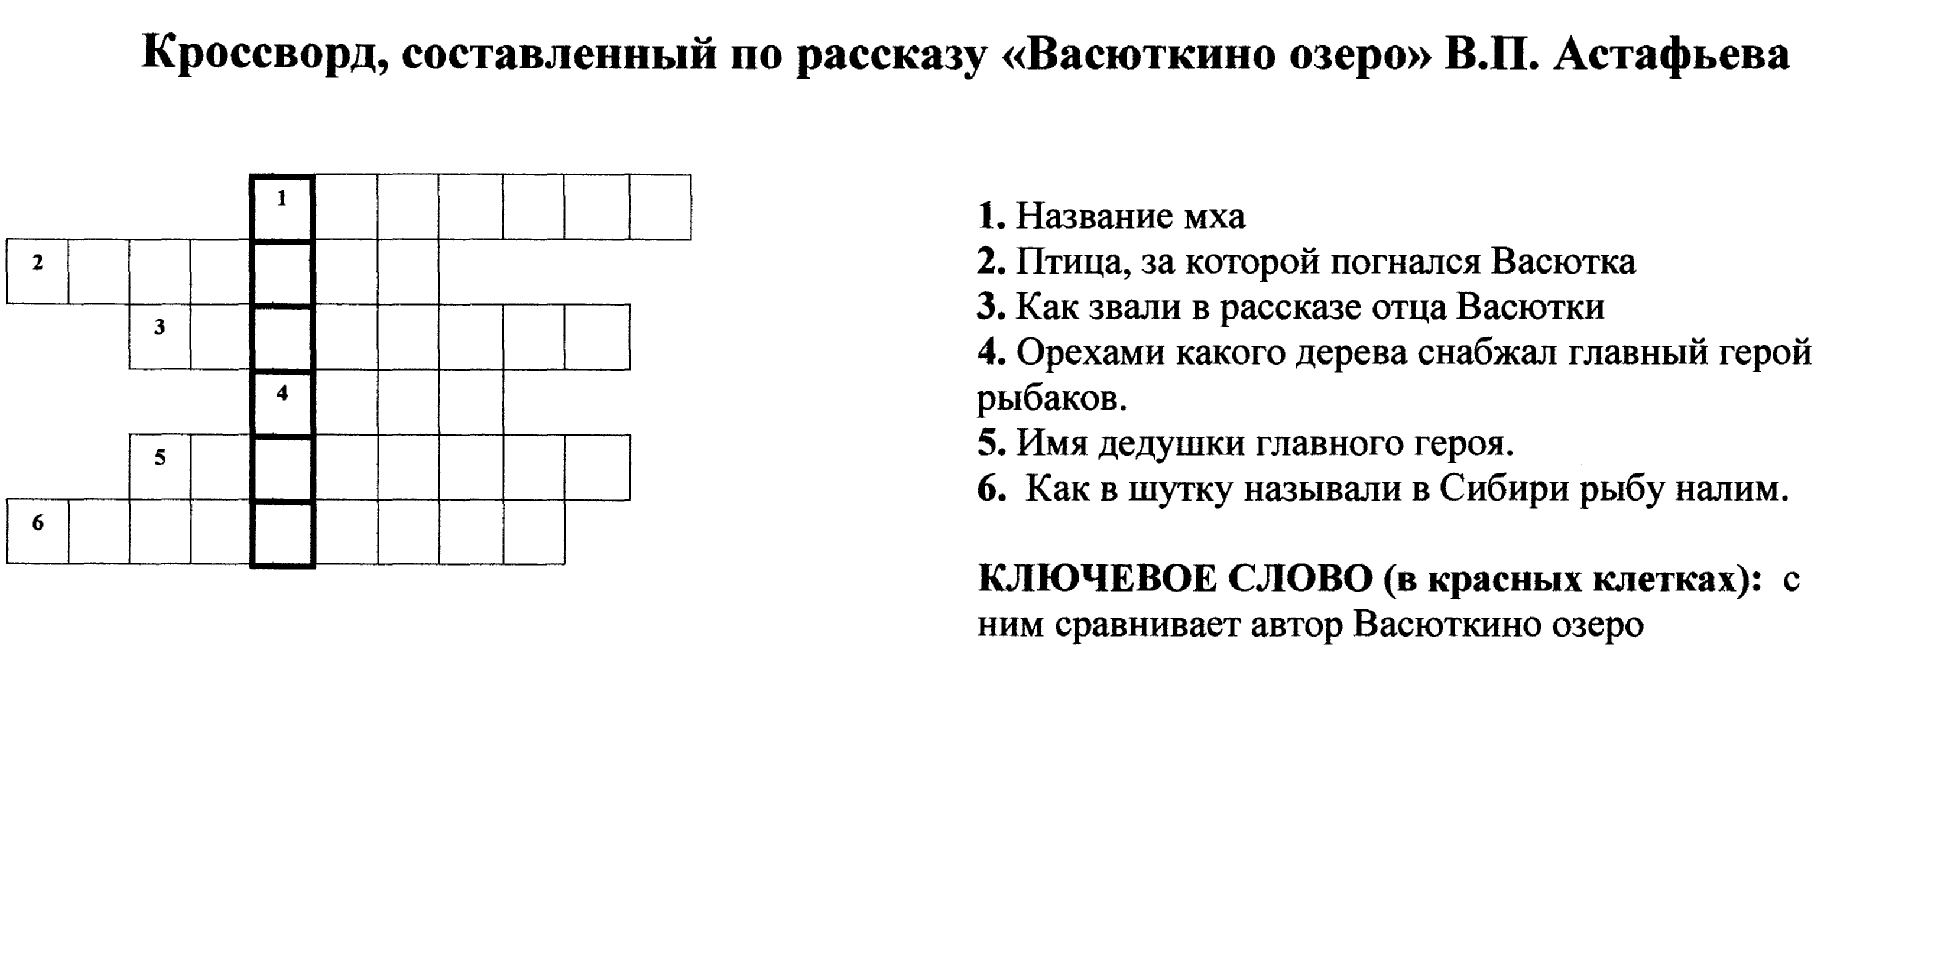 Кроссворд, составленный по рассказу «Васюткино озеро» В.П. Астафьева
1
2
3
4
5
6
1. Название мха
2. Птица, за которой погнался Васютка
3. Как звали в рассказе отца Васютки
4. Орехами какого дерева снабжал главный герой
рыбаков.
5. Имя дедушки главного героя.
6. Как в шутку называли в Сибири рыбу налим.
КЛЮЧЕВОЕ СЛОВО (в красных клетках): с
ним сравнивает автор Васюткино озеро